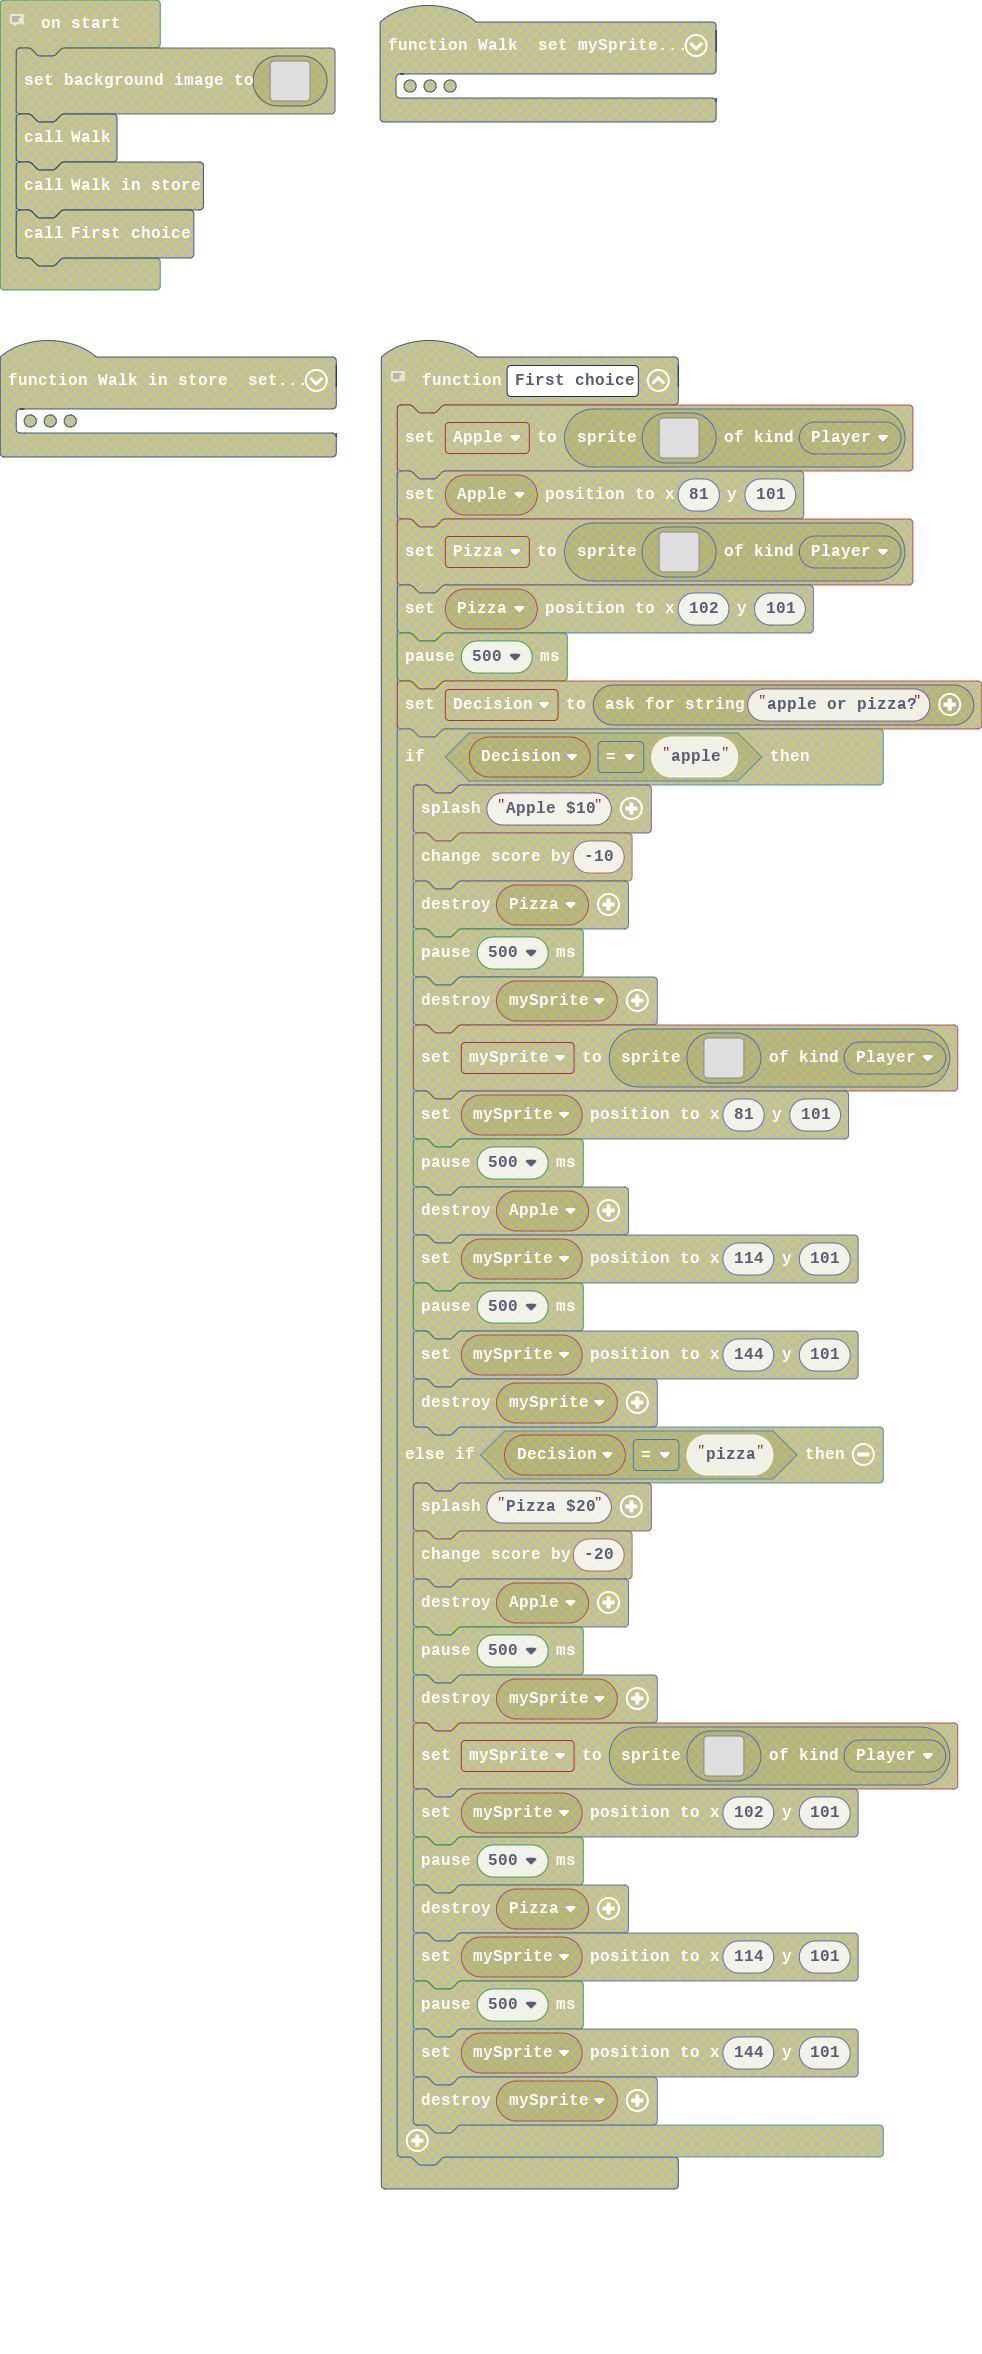 on start
set background image to
call Walk
call Walk in store
call First choice
function Walk set mySprite...
function Walk in store set...
function First choice
set Apple to sprite of kind Player
set Apple position to x 81 y 101
set Pizza to sprite of kind Player
set Pizza position to x 102 y 101
pause 500 ms
set Decision to ask for string "apple or pizza?"
if Decision = "apple" then
splash "Apple $10"
change score by -10
destroy Pizza
pause 500 ms
destroy mySprite
set mySprite to sprite of kind Player
set mySprite position to x 81 y 101
pause 500 ms
destroy Apple
set mySprite position to x 114 y 101
pause 500 ms
set mySprite position to x 144 y 101
destroy mySprite
else if Decision = "pizza" then
splash "Pizza $20"
change score by -20
destroy Apple
pause 500 ms
destroy mySprite
set mySprite to sprite of kind Player
set mySprite position to x 102 y 101
pause 500 ms
destroy Pizza
set mySprite position to x 114 y 101
pause 500 ms
set mySprite position to x 144 y 101
destroy mySprite